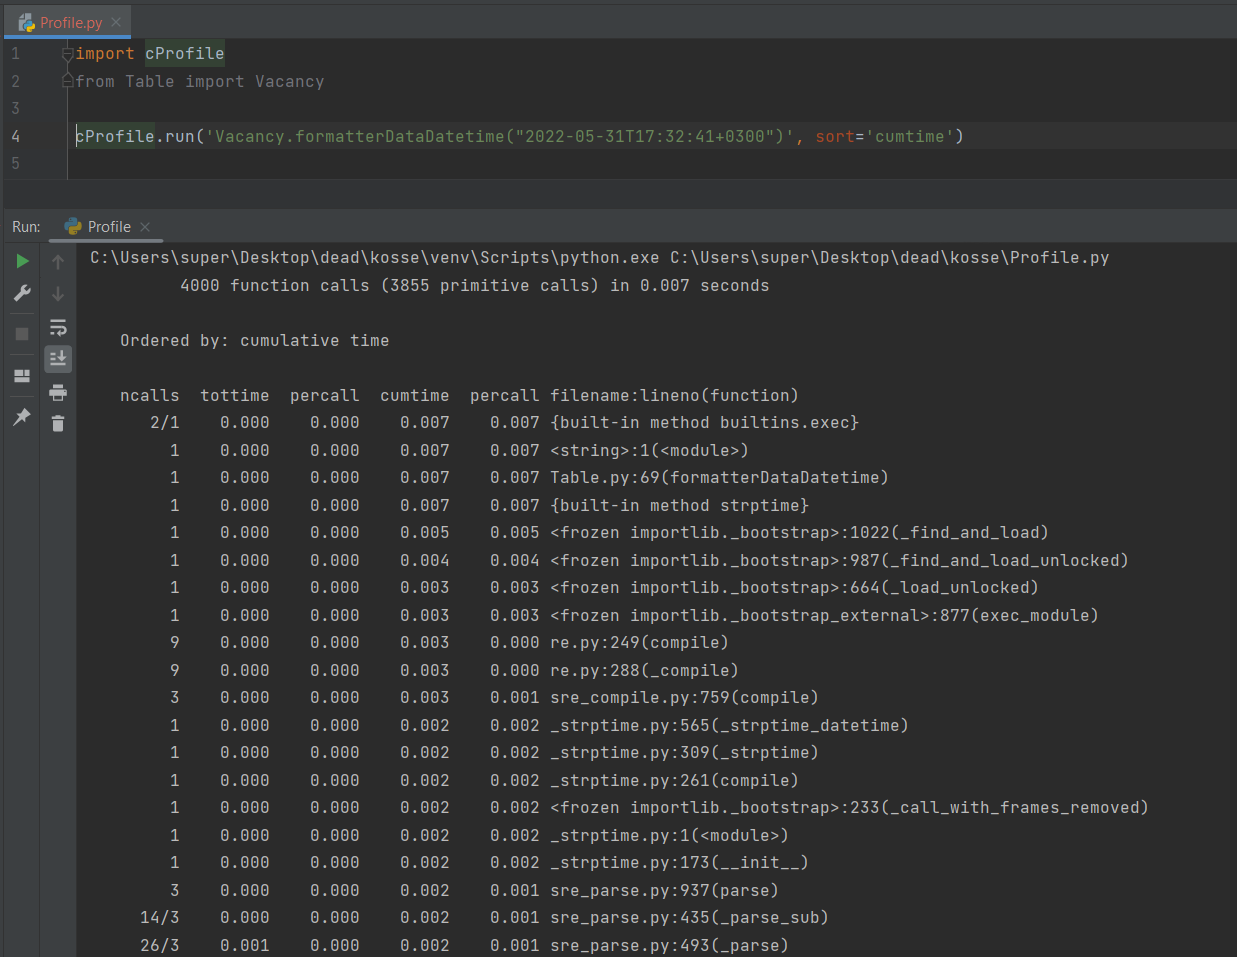 Profile.py
1 import cProfile
2 from Table import Vacancy
3
4 cProfile.run('Vacancy.formatterDataDatetime("2022-05-31T17:32:41+0300")', sort='cumtime')
5
Run: Profile
C:\Users\super\Desktop\dead\kosse\venv\Scripts\python.exe C:\Users\super\Desktop\dead\kosse\Profile.py
4000 function calls (3855 primitive calls) in 0.007 seconds
Ordered by: cumulative time
ncalls tottime percall cumtime percall filename:lineno(function)
2/1 0.000 0.000 0.007 0.007 {built-in method builtins.exec}
1 0.000 0.000 0.007 0.007 <string>:1(<module>)
1 0.000 0.000 0.007 0.007 Table.py:69(formatterDataDatetime)
1 0.000 0.000 0.007 0.007 {built-in method strptime}
1 0.000 0.000 0.005 0.005 <frozen importlib._bootstrap>:1022(_find_and_load)
1 0.000 0.000 0.004 0.004 <frozen importlib._bootstrap>:987(_find_and_load_unlocked)
1 0.000 0.000 0.003 0.003 <frozen importlib._bootstrap>:664(_load_unlocked)
1 0.000 0.000 0.003 0.003 <frozen importlib._bootstrap_external>:877(exec_module)
9 0.000 0.000 0.003 0.000 re.py:249(compile)
9 0.000 0.000 0.003 0.000 re.py:288(_compile)
3 0.000 0.000 0.003 0.001 sre_compile.py:759(compile)
1 0.000 0.000 0.002 0.002 _strptime.py:565(_strptime_datetime)
1 0.000 0.000 0.002 0.002 _strptime.py:309(_strptime)
1 0.000 0.000 0.002 0.002 _strptime.py:261(compile)
1 0.000 0.000 0.002 0.002 <frozen importlib._bootstrap>:233(_call_with_frames_removed)
1 0.000 0.000 0.002 0.002 _strptime.py:1(<module>)
1 0.000 0.000 0.002 0.002 _strptime.py:173(__init__)
3 0.000 0.000 0.002 0.001 sre_parse.py:937(parse)
14/3 0.000 0.000 0.002 0.001 sre_parse.py:435(_parse_sub)
26/3 0.001 0.000 0.002 0.001 sre_parse.py:493(_parse)